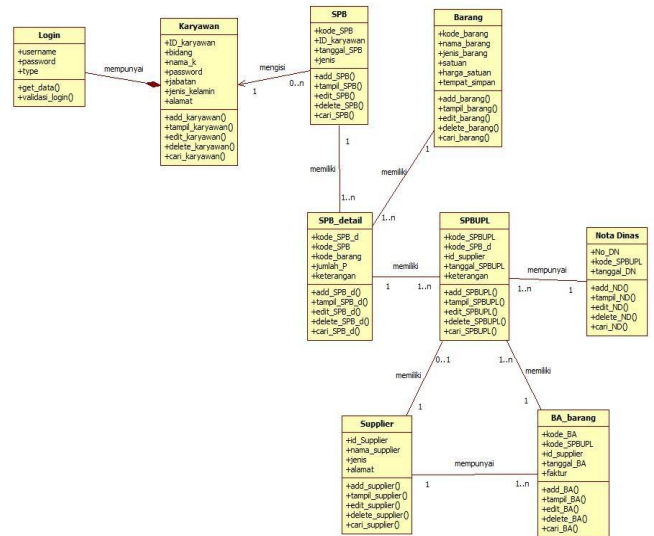 Login
+username
+password
+type
+get_data()
+validasi_login()
mempunyai
Karyawan
+ID_karyawan
+bidang
+nama_k
+password
+jabatan
+jenis_kelamin
+alamat
+add_karyawan()
+tampil_karyawan()
+edit_karyawan()
+delete_karyawan()
+cari_karyawan()
mengisi
1
0..n
SPB
+kode_SPB
+ID_karyawan
+tanggal_SPB
+jenis
+add_SPB()
+tampil_SPB()
+edit_SPB()
+delete_SPB()
+cari_SPB()
Barang
+kode_barang
+nama_barang
+jenis_barang
+satuan
+harga_satuan
+tempat_simpan
+add_barang()
+tampil_barang()
+edit_barang()
+delete_barang()
+cari_barang()
1
memiliki
1..n
1
memiliki
1..n
SPB_detail
+kode_SPB_d
+kode_SPB
+kode_barang
+jumlah_P
+keterangan
+add_SPB_d()
+tampil_SPB_d()
+edit_SPB_d()
+delete_SPB_d()
+cari_SPB_d()
memiliki
1
1..n
SPBUPL
+kode_SPBUPL
+kode_SPB_d
+id_supplier
+tanggal_SPBUPL
+keterangan
+add_SPBUPL()
+tampil_SPBUPL()
+edit_SPBUPL()
+delete_SPBUPL()
+cari_SPBUPL()
mempunyai
1..n
1
Nota Dinas
+No_DN
+kode_SPBUPL
+tanggal_DN
+add_ND()
+tampil_ND()
+edit_ND()
+delete_ND()
+cari_ND()
0..1
memiliki
1
1..n
memiliki
1
Supplier
+id_Supplier
+nama_supplier
+jenis
+alamat
+add_supplier()
+tampil_supplier()
+edit_supplier()
+delete_supplier()
+cari_supplier()
mempunyai
1
1..n
BA_barang
+kode_BA
+kode_SPBUPL
+id_supplier
+tanggal_BA
+faktur
+add_BA()
+tampil_BA()
+edit_BA()
+delete_BA()
+cari_BA()